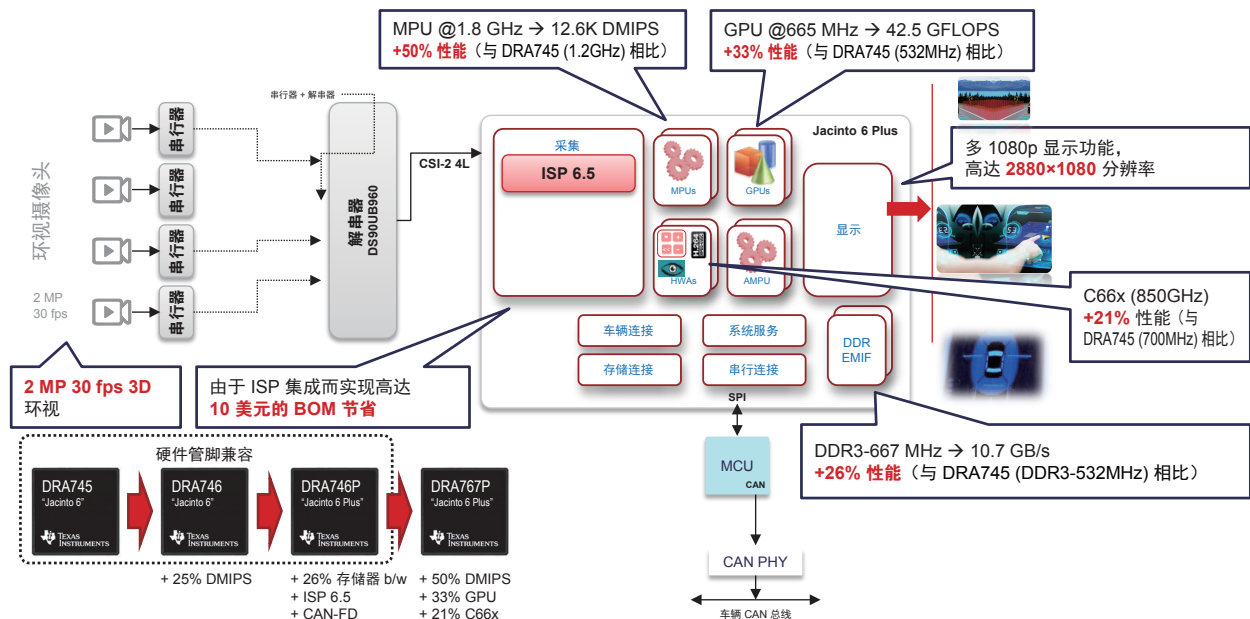 MPU @1.8 GHz → 12.6K DMIPS
+50% 性能（与 DRA745 (1.2GHz) 相比）
GPU @665 MHz → 42.5 GFLOPS
+33% 性能（与 DRA745 (532MHz) 相比）
串行器 + 解串器
环视摄像头
2 MP
30 fps
串行器
串行器
串行器
串行器
解串器
DS90UB960
CSI-2 4L
Jacinto 6 Plus
采集
ISP 6.5
MPUs
GPUs
H.264
HWAs
AMPU
显示
车辆连接
系统服务
存储连接
串行连接
DDR
EMIF
SPI
多 1080p 显示功能，
高达 2880×1080 分辨率
C66x (850GHz)
+21% 性能（与
DRA745 (700MHz) 相比）
2 MP 30 fps 3D
环视
由于 ISP 集成而实现高达
10 美元的 BOM 节省
DDR3-667 MHz → 10.7 GB/s
+26% 性能（与 DRA745 (DDR3-532MHz) 相比）
MCU
CAN
CAN PHY
车辆 CAN 总线
硬件管脚兼容
DRA745
“Jacinto 6”
TEXAS
INSTRUMENTS
DRA746
“Jacinto 6”
TEXAS
INSTRUMENTS
DRA746P
“Jacinto 6 Plus”
TEXAS
INSTRUMENTS
DRA767P
“Jacinto 6 Plus”
TEXAS
INSTRUMENTS
+ 25% DMIPS
+ 26% 存储器 b/w
+ ISP 6.5
+ CAN-FD
+ 50% DMIPS
+ 33% GPU
+ 21% C66x